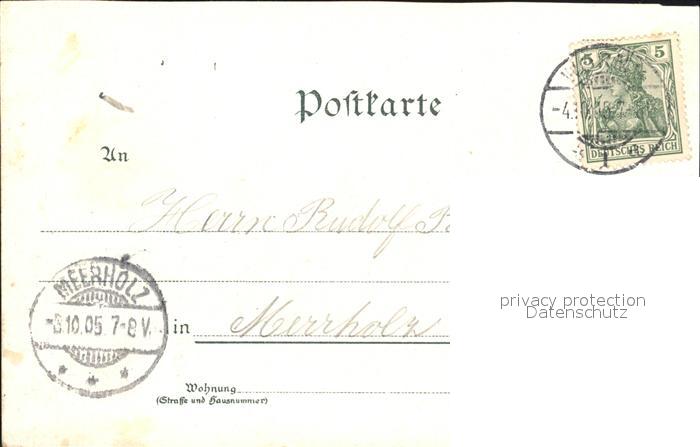 5 5
DEUTSCHES REICH
Postkarte
An
Herrn Rudolf
MEERHOLZ
-8.10.05 7-8 V.
in Merrholz
privacy protection
Datenschutz
Wohnung
(Straße und Hausnummer)